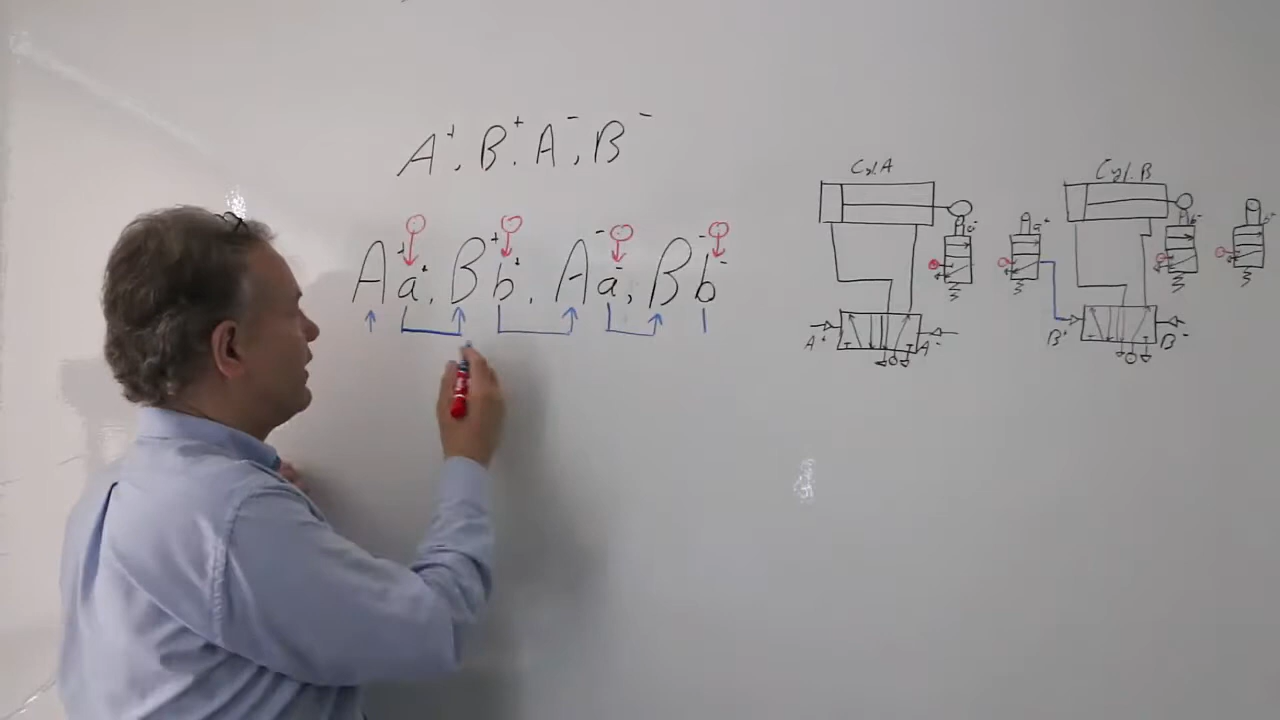 A⁺, B⁺, A⁻, B⁻
A⁺ a⁺, B⁺ b⁺, A⁻ a⁻, B⁻ b⁻
Cyl. A
Cyl. B
a⁻ a⁺ b⁻ b⁺
A⁺ A⁻ B⁺ B⁻